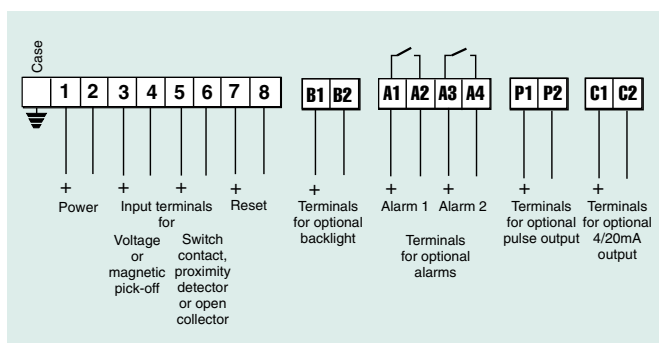 Case
1 2 3 4 5 6 7 8
B1 B2
A1 A2 A3 A4
P1 P2
C1 C2
+ + + + + + + + +
Power
Input terminals
for
Reset
Voltage
or
magnetic
pick-off
Switch
contact,
proximity
detector
or open
collector
Terminals
for optional
backlight
Alarm 1 Alarm 2
Terminals
for optional
alarms
Terminals
for optional
pulse output
Terminals
for optional
4/20mA
output